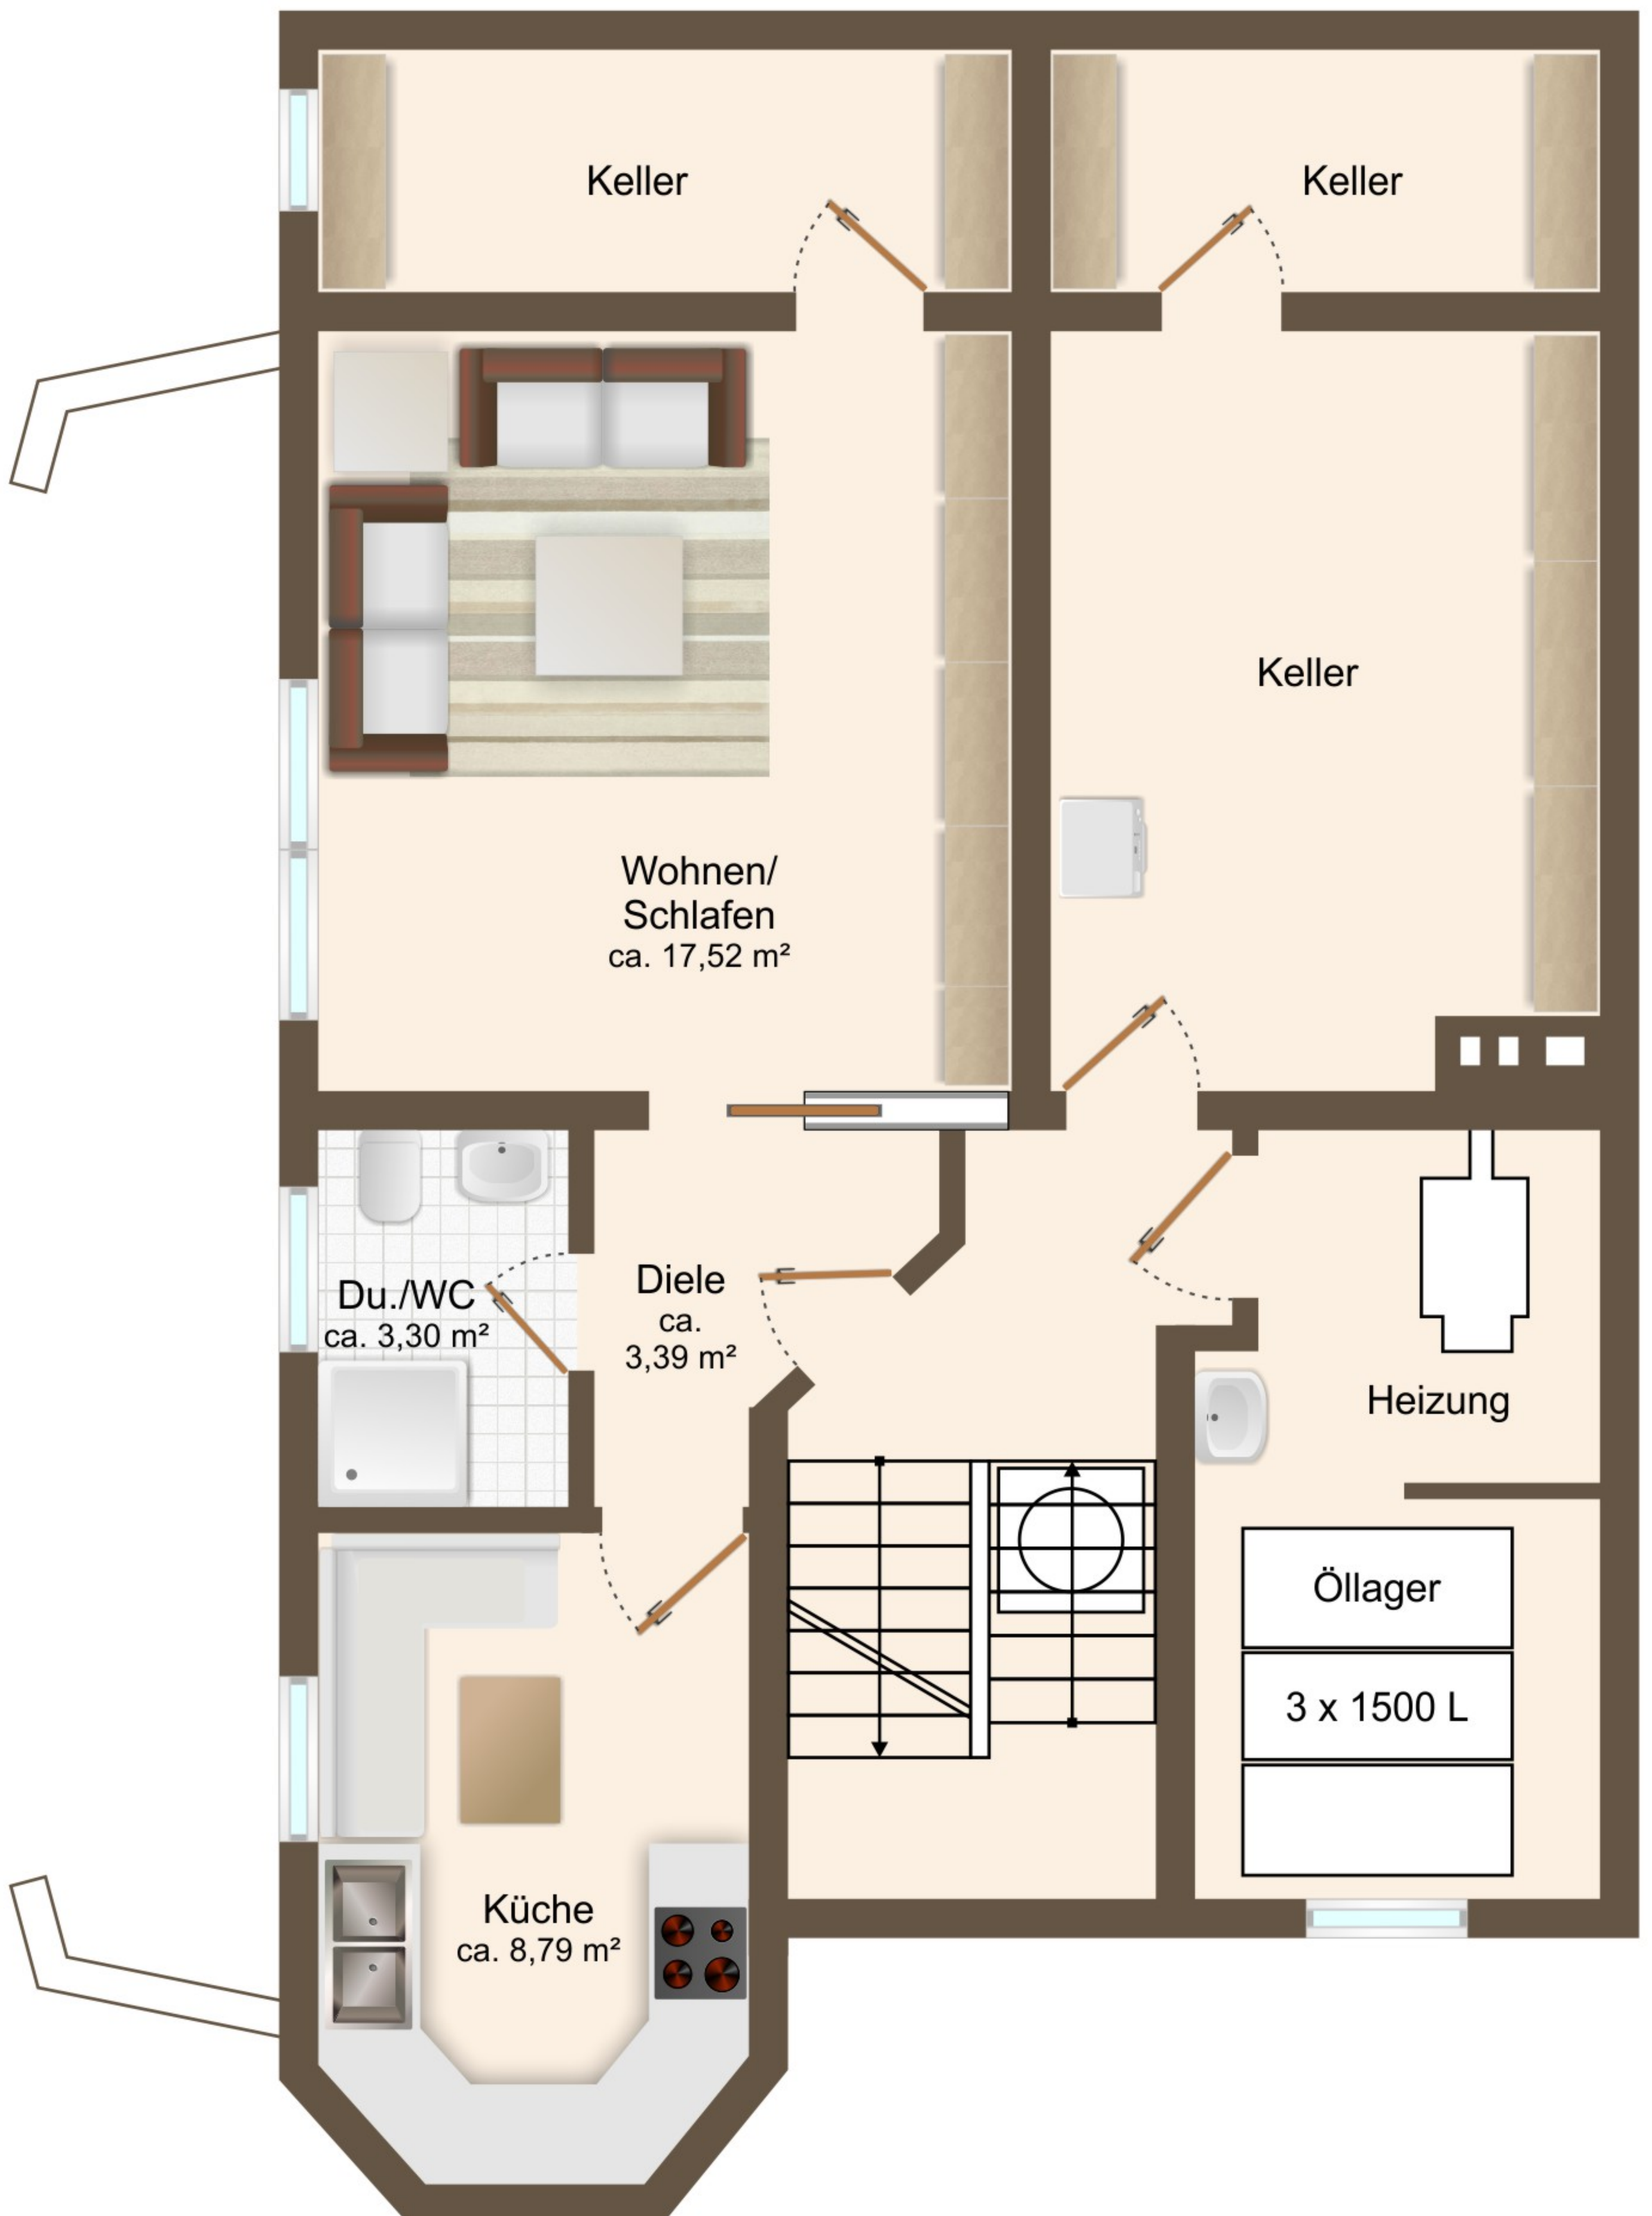 Keller
Keller
Keller
Wohnen/
Schlafen
ca. 17,52 m²
Du./WC
ca. 3,30 m²
Diele
ca.
3,39 m²
Heizung
Öllager
3 x 1500 L
Küche
ca. 8,79 m²